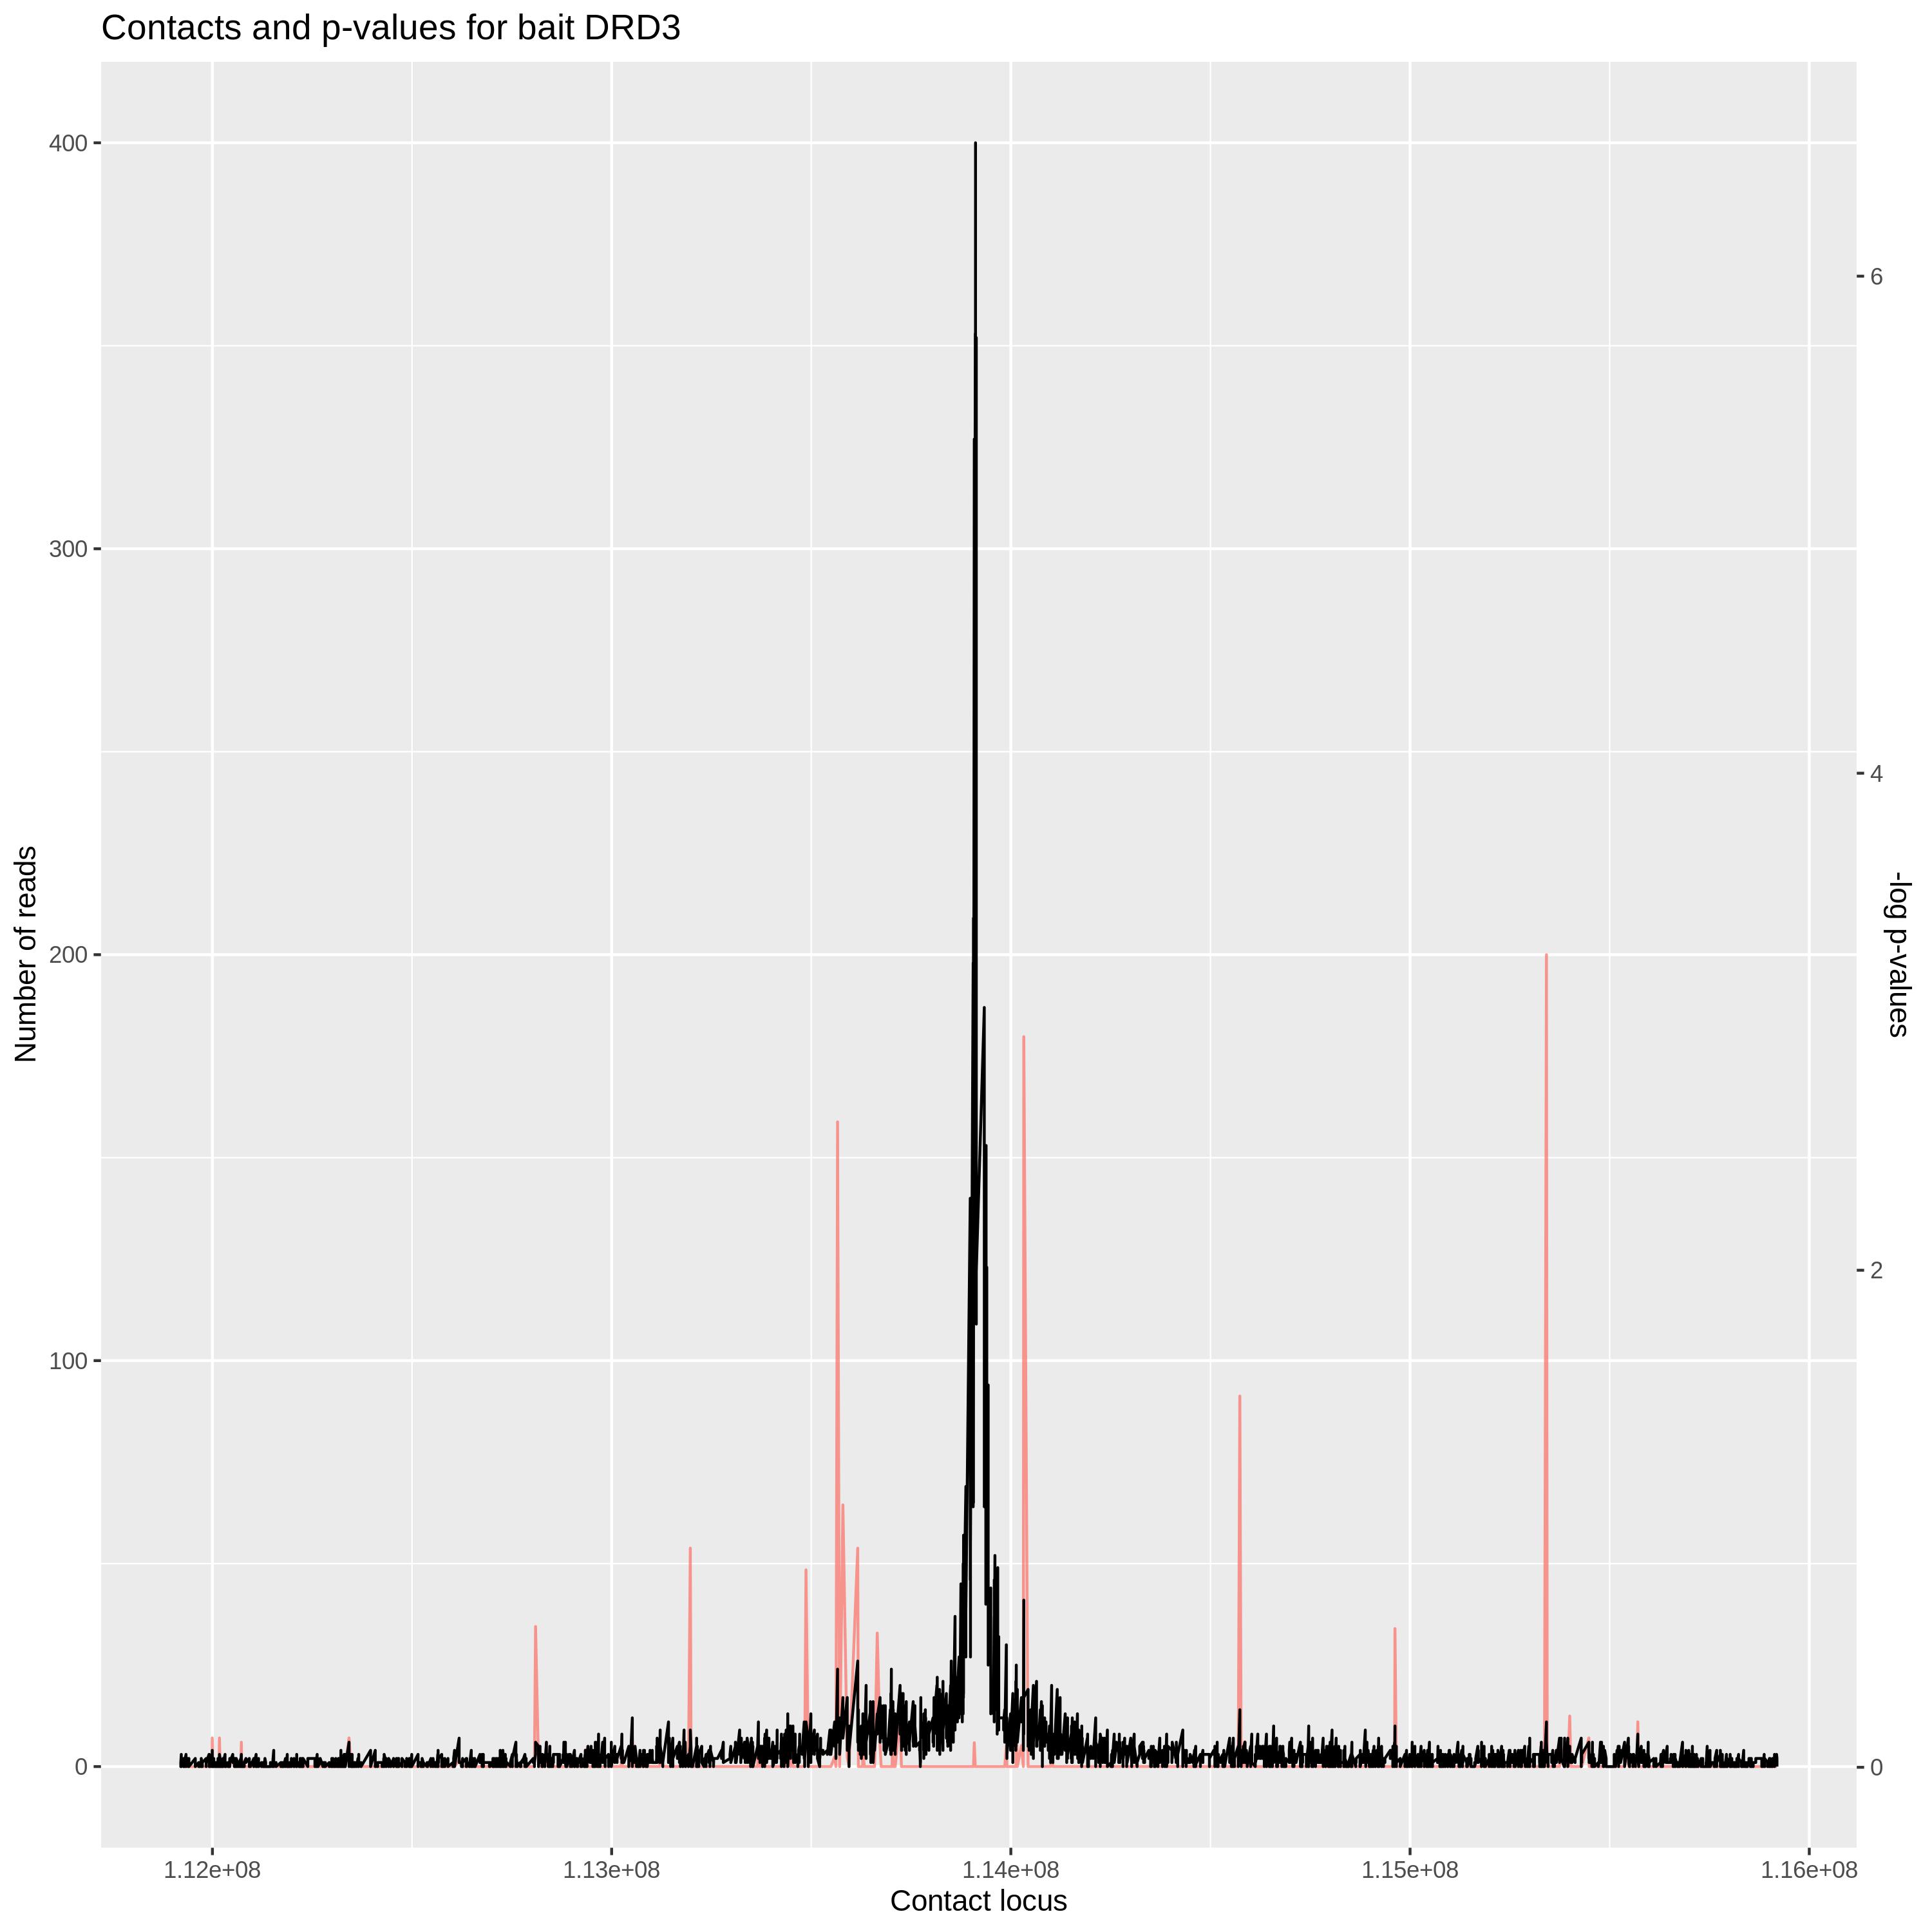 Contacts and p-values for bait DRD3
400
300
200
100
0
Number of reads
6
4
2
0
-log p-values
1.12e+08
1.13e+08
1.14e+08
1.15e+08
1.16e+08
Contact locus